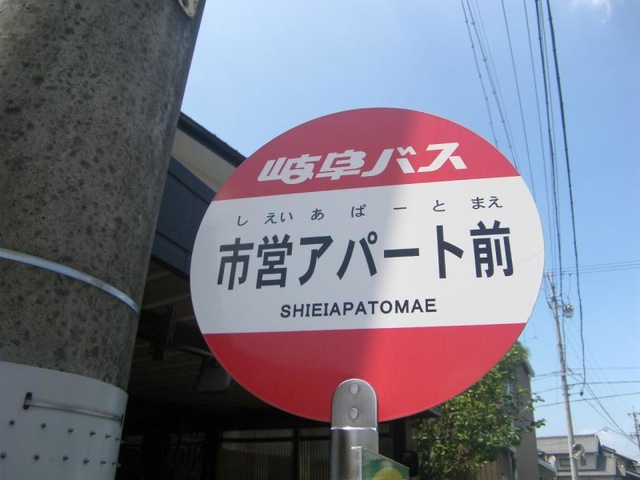 岐阜バス
し えい あ ぱ ー と まえ
市営アパート前
SHIEIAPATOMAE